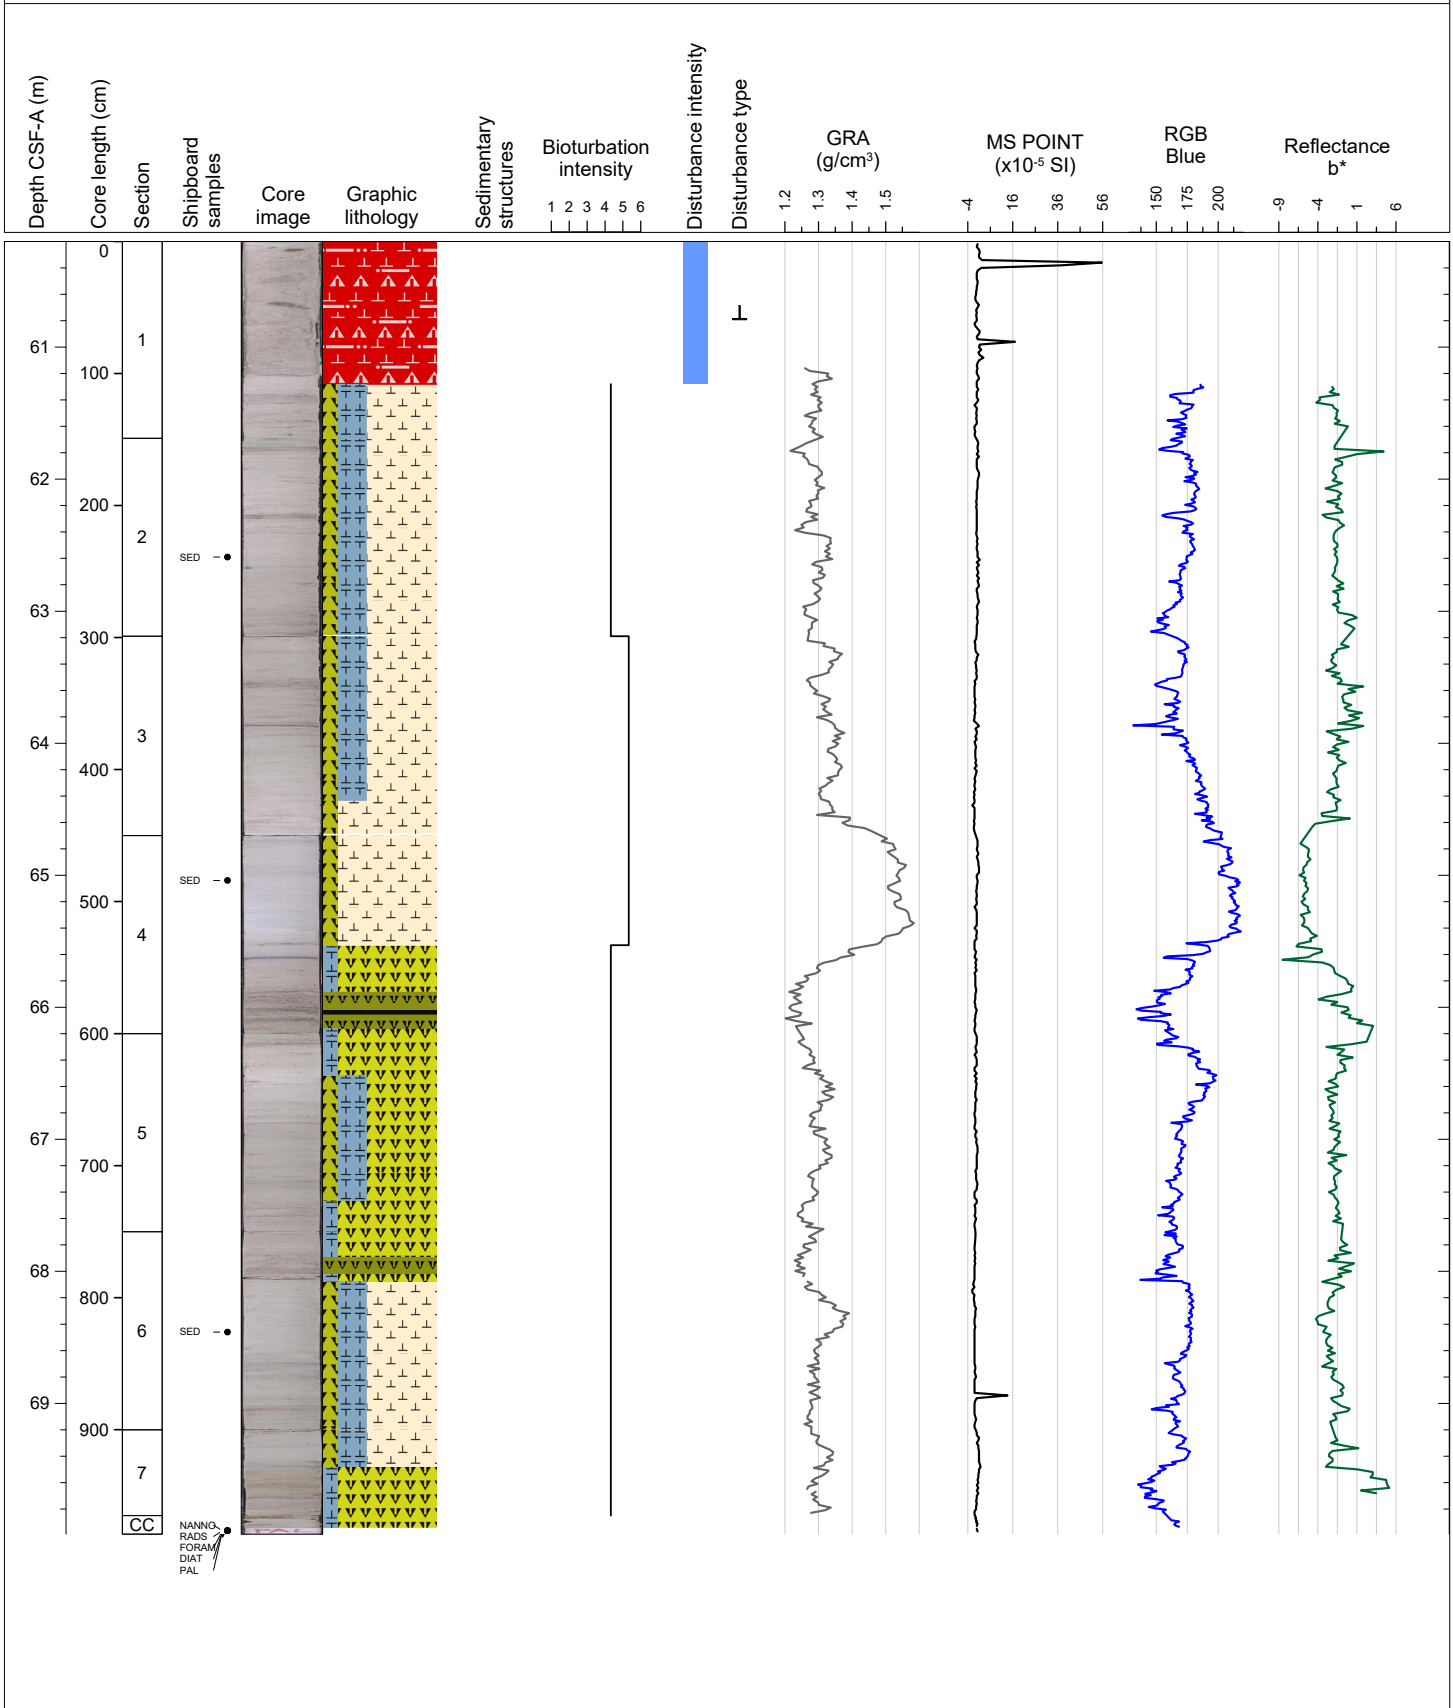 Depth CSF-A (m)
Core length (cm)
Section
Shipboard
samples
Core
image
Graphic
lithology
Sedimentary
structures
Bioturbation
intensity
1 2 3 4 5 6
Disturbance intensity
Disturbance type
GRA
(g/cm³)
1.2 1.3 1.4 1.5
MS POINT
(x10⁻⁵ SI)
-4 16 36 56
RGB
Blue
150 175 200
Reflectance
b*
-9 -4 1 6
0
1
61
100
62
200
2
SED
63
300
3
64
400
65
SED
500
4
66
600
5
67
700
68
800
6
SED
69
900
7
CC
NANNO
RADS
FORAM
DIAT
PAL